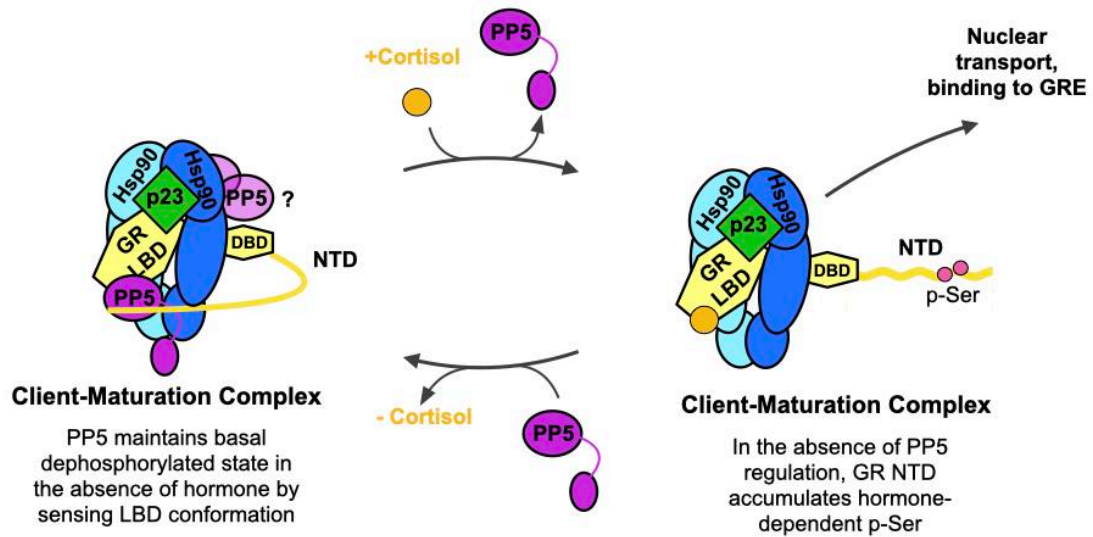 PP5
+Cortisol
Nuclear
transport,
binding to GRE
Hsp90
Hsp90
p23
PP5 ?
GR
LBD
DBD
NTD
PP5
Client-Maturation Complex
PP5 maintains basal
dephosphorylated state in
the absence of hormone by
sensing LBD conformation
- Cortisol
PP5
Hsp90
Hsp90
p23
GR
LBD
DBD
NTD
p-Ser
Client-Maturation Complex
In the absence of PP5
regulation, GR NTD
accumulates hormone-
dependent p-Ser